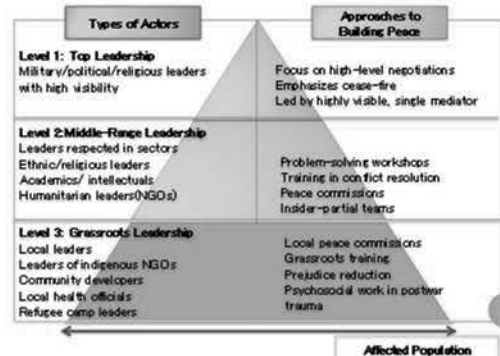 Types of Actors
Approaches to
Building Peace
Level 1: Top Leadership
Military/political/religious leaders
with high visibility
Focus on high-level negotiations
Emphasizes cease-fire
Led by highly visible, single mediator
Level 2:Middle-Range Leadership
Leaders respected in sectors
Ethnic/religious leaders
Academics/ intellectuals
Humanitarian leaders(NGOs)
Problem-solving workshops
Training in conflict resolution
Peace commissions
Insider-partial teams
Level 3: Grassroots Leadership
Local leaders
Leaders of indigenous NGOs
Community developers
Local health officials
Refugee camp leaders
Local peace commissions
Grassroots training
Prejudice reduction
Psychosocial work in postwar
trauma
Affected Population